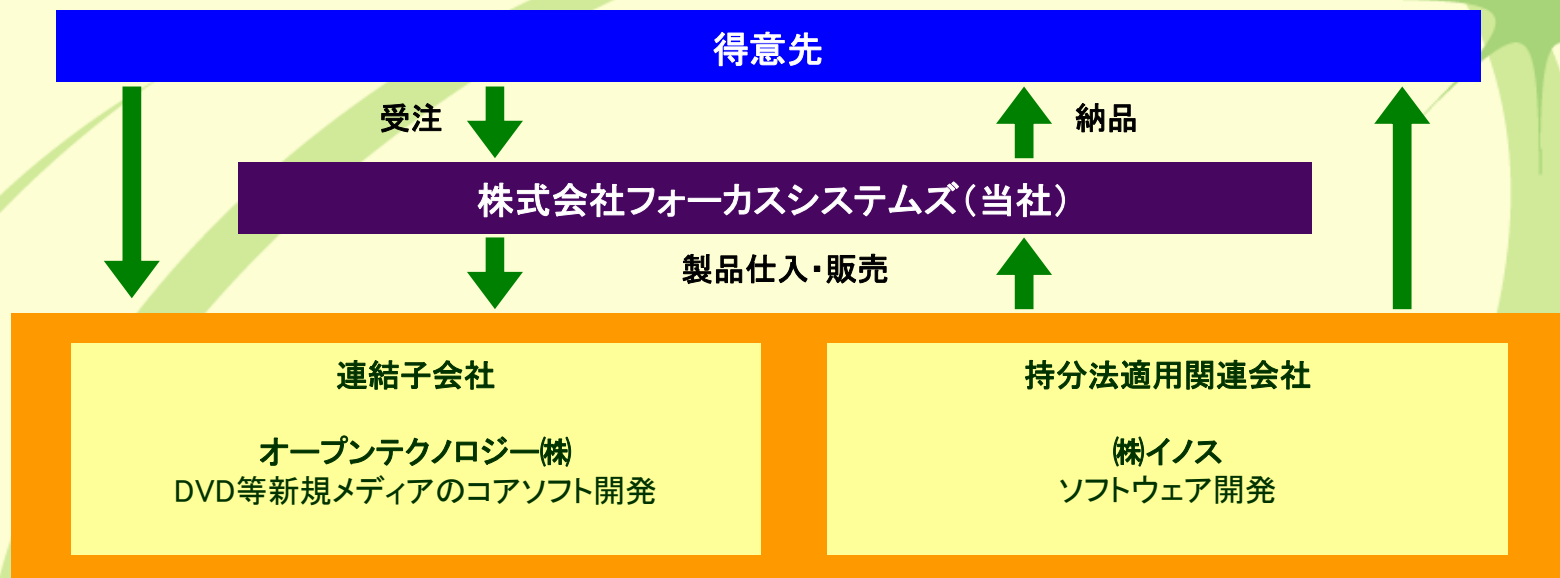 得意先
受注
納品
株式会社フォーカスシステムズ（当社）
製品仕入・販売
連結子会社
オープンテクノロジー㈱
DVD等新規メディアのコアソフト開発
持分法適用関連会社
㈱イノス
ソフトウェア開発